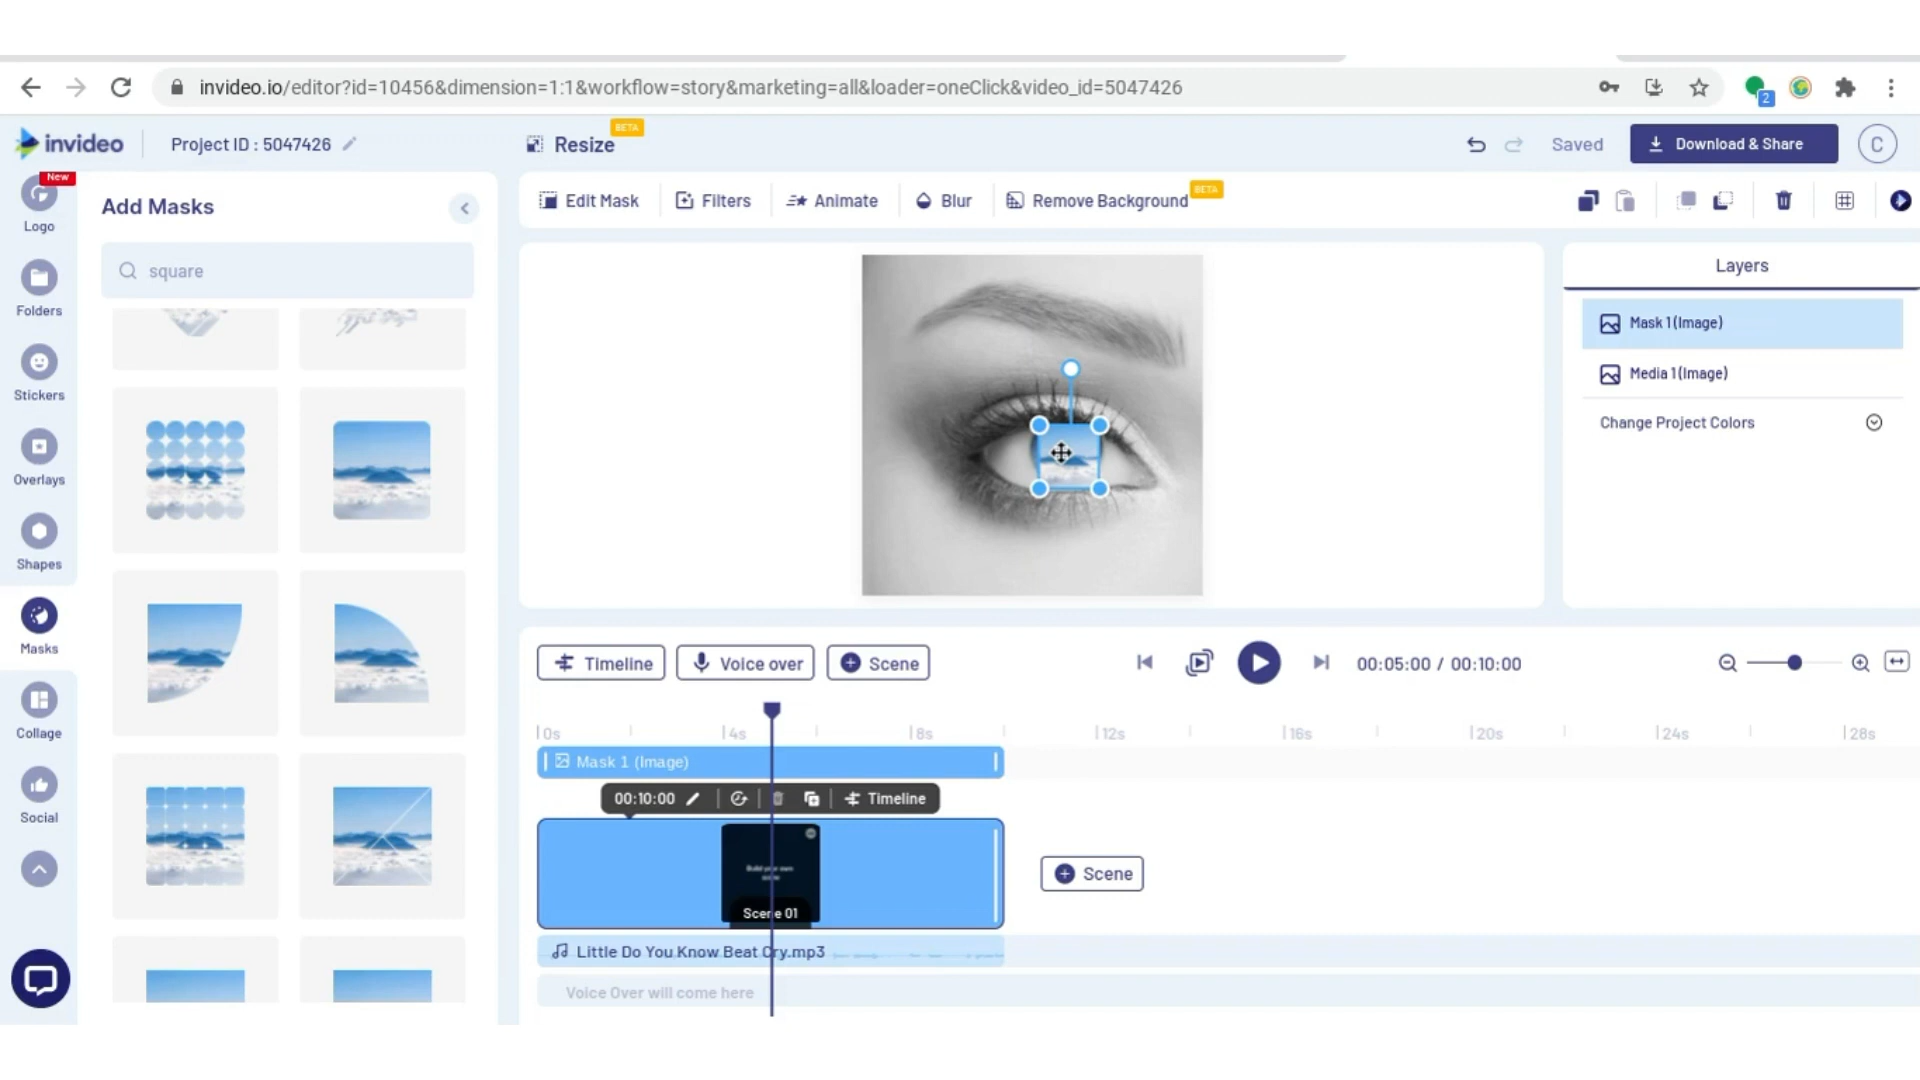 invideo.io/editor?id=10456&dimension=1:1&workflow=story&marketing=all&loader=oneClick&video_id=5047426
2
invideo
Project ID : 5047426
Resize
BETA
Saved
Download & Share
C
New
Logo
Folders
Stickers
Overlays
Shapes
Masks
Collage
Social
Add Masks
square
Edit Mask
Filters
Animate
Blur
Remove Background
BETA
Layers
Mask 1(Image)
Media 1(Image)
Change Project Colors
Timeline
Voice over
Scene
00:05:00 / 00:10:00
0s
4s
8s
12s
16s
20s
24s
28s
Mask 1 (Image)
00:10:00
Timeline
Build your own
scene
Scene 01
Scene
Little Do You Know Beat Cry.mp3
Voice Over will come here